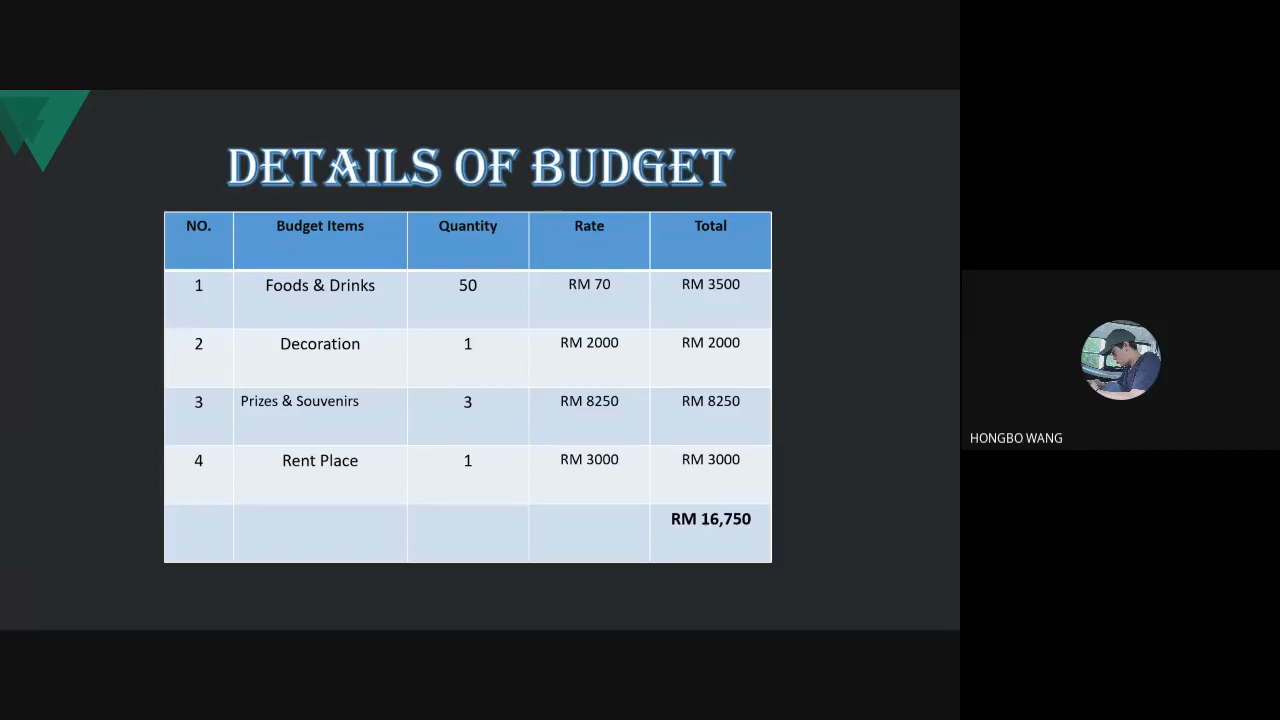 DETAILS OF BUDGET
NO. Budget Items Quantity Rate Total
1 Foods & Drinks 50 RM 70 RM 3500
2 Decoration 1 RM 2000 RM 2000
3 Prizes & Souvenirs 3 RM 8250 RM 8250
4 Rent Place 1 RM 3000 RM 3000
RM 16,750
HONGBO WANG